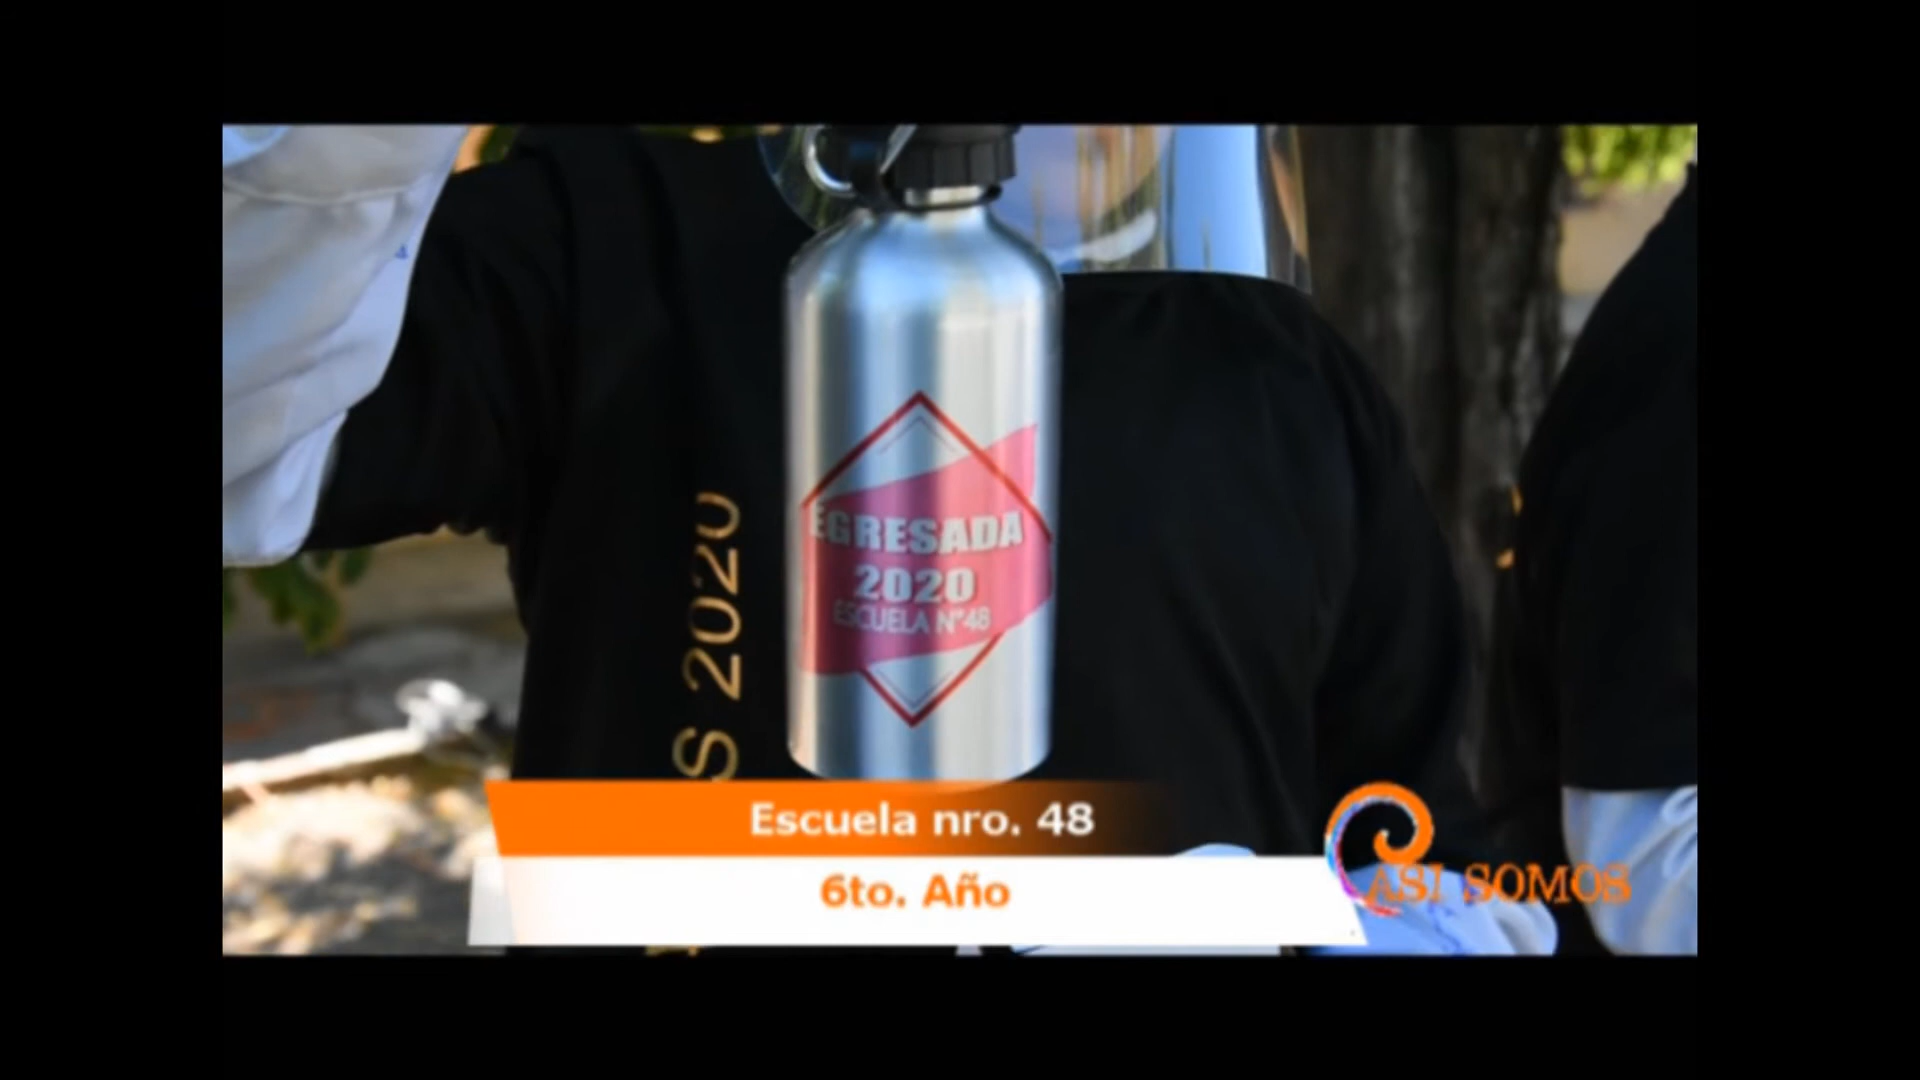 S 2020
EGRESADA
2020
ESCUELA N°48
Escuela nro. 48
6to. Año
ASI SOMOS